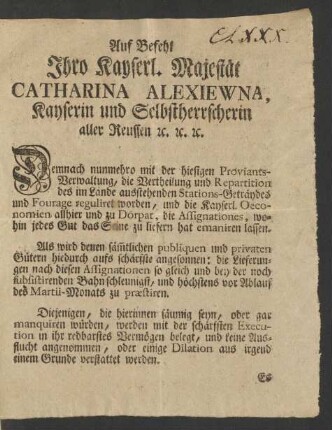 Auf Befehl
Ihro Kayserl. Majestät
CATHARINA ALEXIEWNA,
Kayserin und Selbstherrscherin
aller Reussen ꝛc. ꝛc. ꝛc.
Demnach nunmehro mit der hiesigen Proviants-
Verwaltung, die Vertheilung und Repartition
des im Lande ausstehenden Stations-Getraydes
und Fourage reguliret worden, und die Kayserl. Oeco-
nomien allhier und zu Dörpat, die Assignationes, wo-
hin jedes Gut das Seine zu liefern hat emaniren lassen.
Als wird denen sämtlichen publiquen und privaten
Gütern hiedurch aufs schärfste angesonnen: die Lieferun-
gen nach diesen Assignationen so gleich und bey der noch
subsistirenden Bahn schleunigst, und höchstens vor Ablauf
des Martii-Monats zu præstiren.
Diejenigen, die hierinnen säumig seyn, oder gar
manquiren würden, werden mit der schärfsten Execu-
tion in ihr redbarstes Vermögen belegt, und keine Aus-
flucht angenommen, oder einige Dilation aus irgend
einem Grunde verstattet werden.
Es